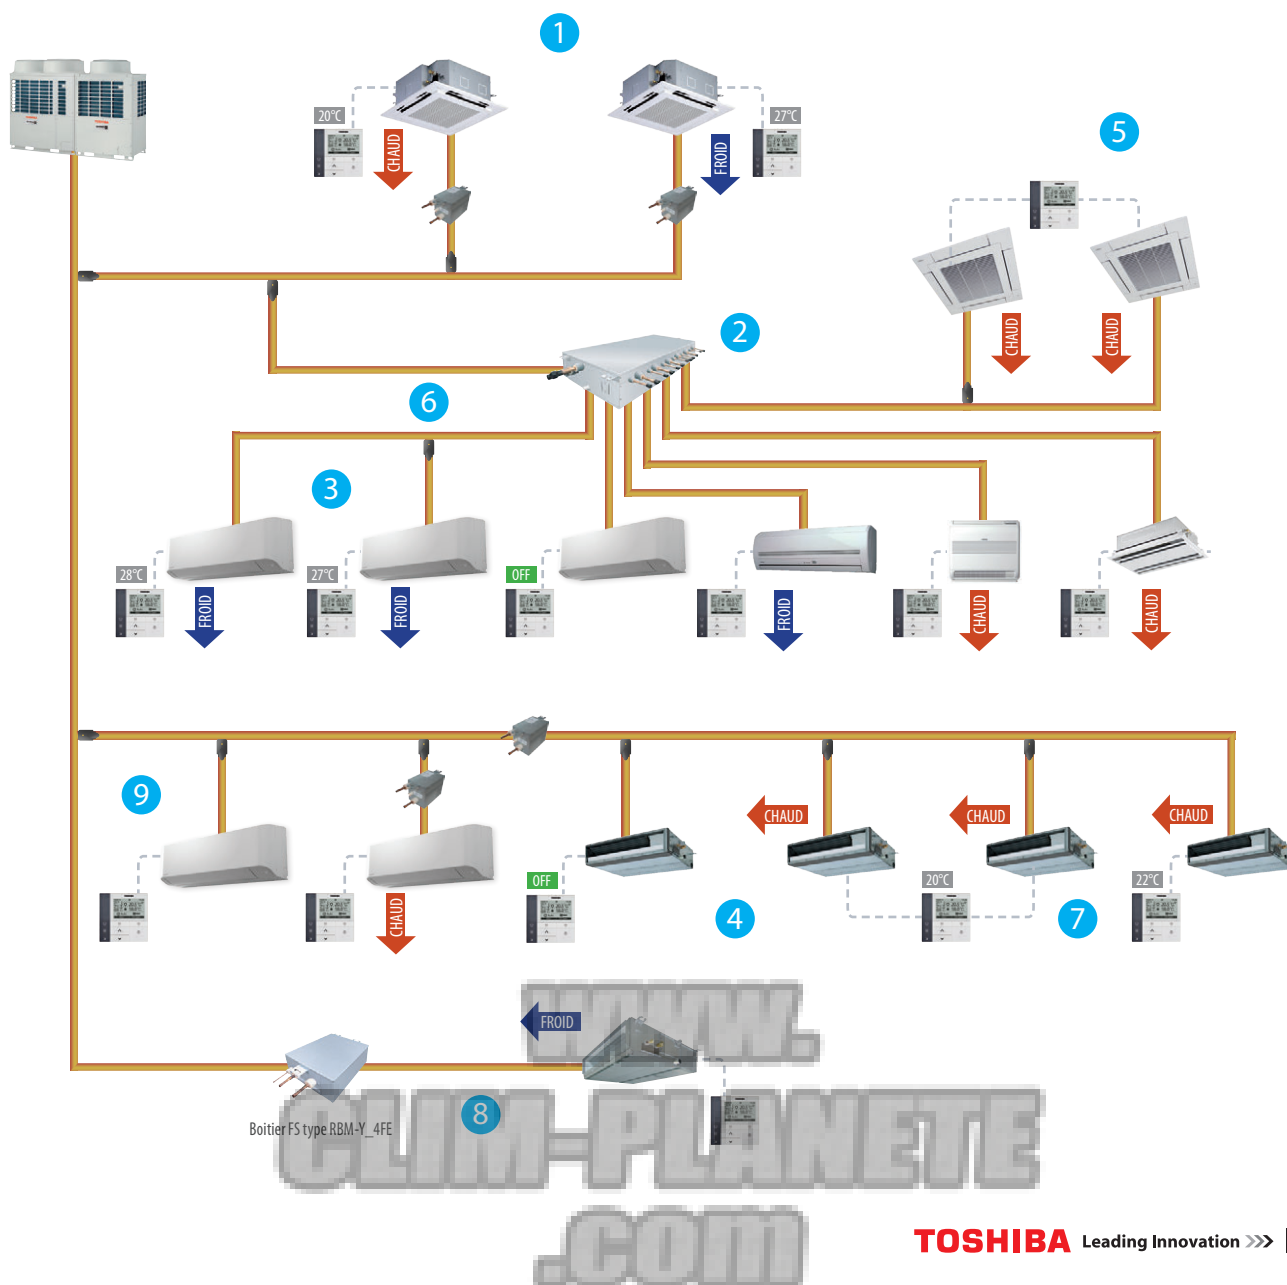 1
20°C
CHAUD
FROID
27°C
5
CHAUD
CHAUD
2
6
3
28°C
FROID
27°C
FROID
OFF
FROID
CHAUD
CHAUD
9
CHAUD
OFF
4
CHAUD
20°C
CHAUD
7
22°C
CHAUD
FROID
www.
8
Boitier FS type RBM-Y_4FE
CLIM-PLANETE
.com
TOSHIBA Leading Innovation >>>